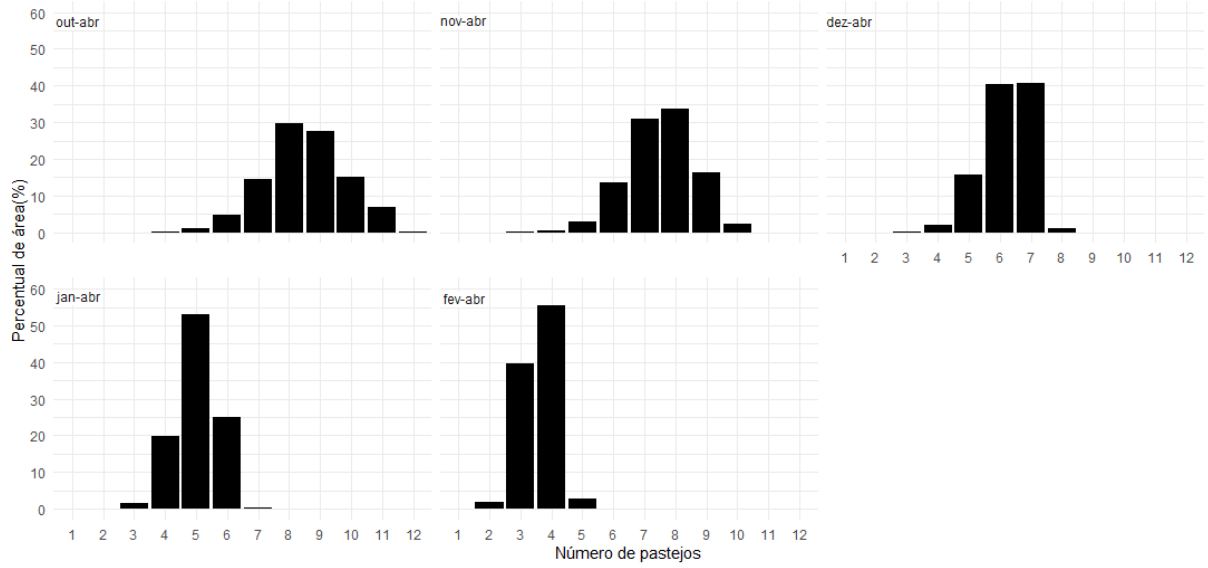 Percentual de área(%)
out-abr
nov-abr
dez-abr
60
50
40
30
20
10
0
1 2 3 4 5 6 7 8 9 10 11 12
jan-abr
fev-abr
60
50
40
30
20
10
0
1 2 3 4 5 6 7 8 9 10 11 12
1 2 3 4 5 6 7 8 9 10 11 12
Número de pastejos